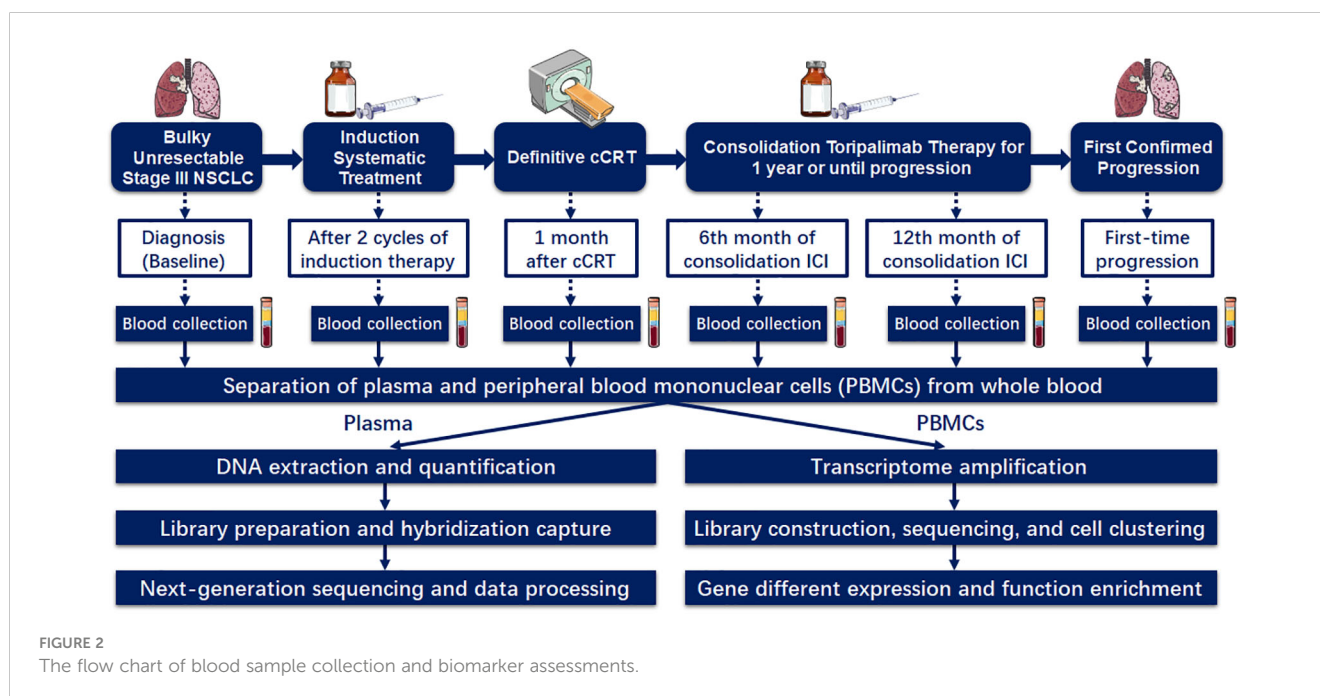 Bulky
Unresectable
Stage III NSCLC
Induction
Systematic
Treatment
Definitive cCRT
Consolidation Toripalimab Therapy for
1 year or until progression
First Confirmed
Progression
Diagnosis
(Baseline)
After 2 cycles of
induction therapy
1 month
after cCRT
6th month of
consolidation ICI
12th month of
consolidation ICI
First-time
progression
Blood collection
Blood collection
Blood collection
Blood collection
Blood collection
Blood collection
Separation of plasma and peripheral blood mononuclear cells (PBMCs) from whole blood
Plasma
PBMCs
DNA extraction and quantification
Transcriptome amplification
Library preparation and hybridization capture
Library construction, sequencing, and cell clustering
Next-generation sequencing and data processing
Gene different expression and function enrichment
FIGURE 2
The flow chart of blood sample collection and biomarker assessments.